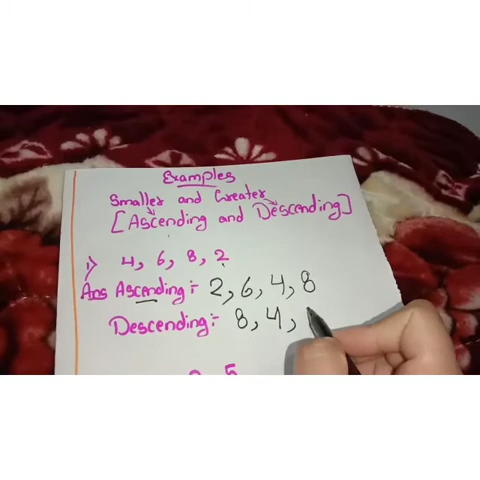 Examples
Smaller and Greater
[Ascending and Descending]
1) 4, 6, 8, 2
Ans Ascending:- 2, 6, 4, 8
Descending:- 8, 4,
5